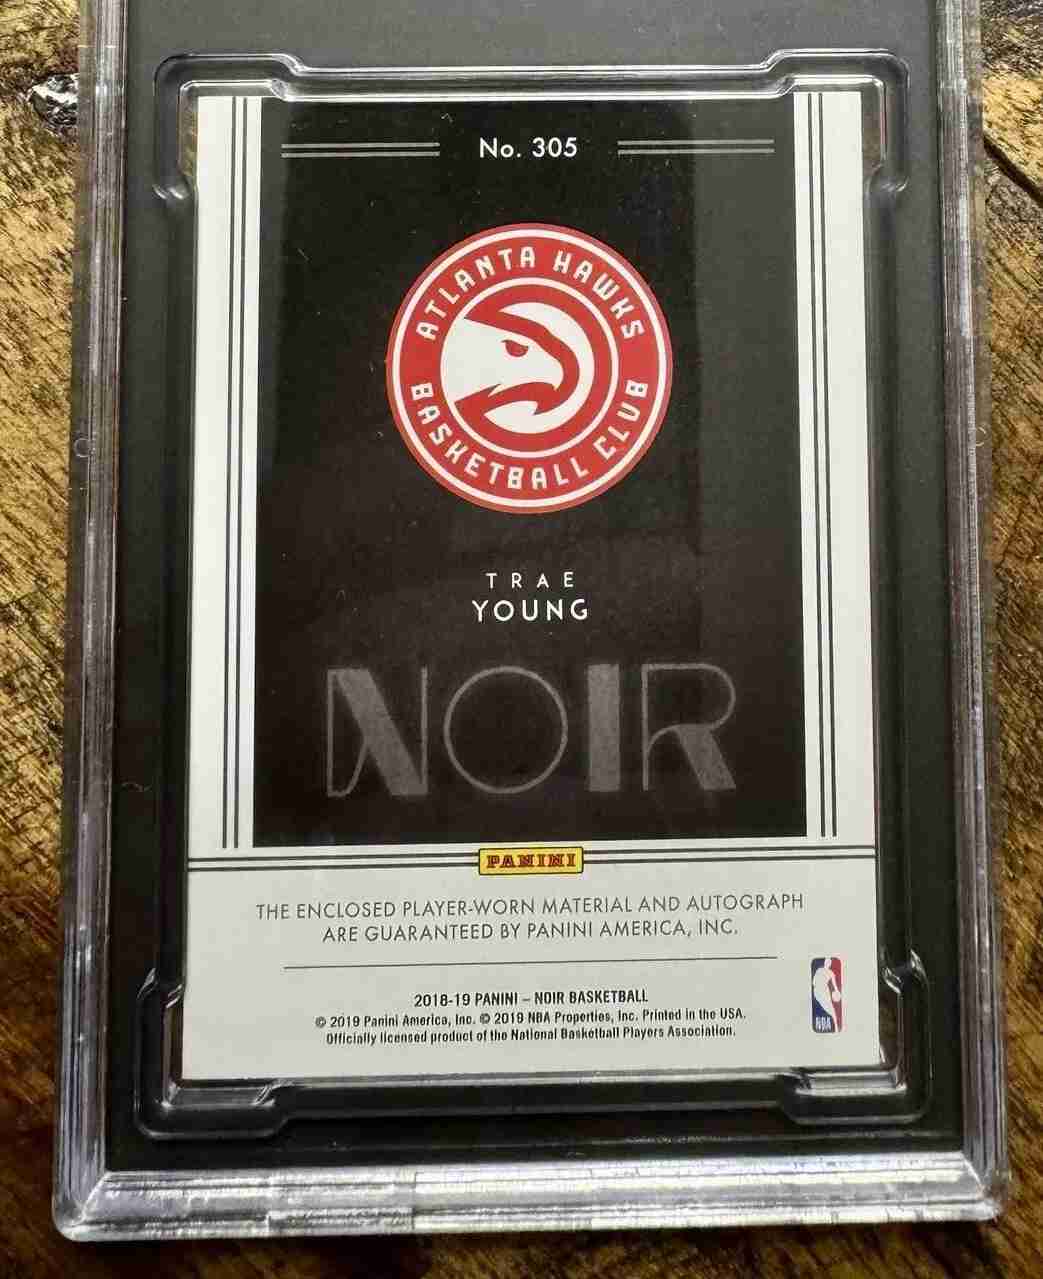 No. 305
ATLANTA HAWKS
BASKETBALL CLUB
TRAE
YOUNG
NOIR
PANINI
THE ENCLOSED PLAYER-WORN MATERIAL AND AUTOGRAPH
ARE GUARANTEED BY PANINI AMERICA, INC.
2018-19 PANINI – NOIR BASKETBALL
© 2019 Panini America, Inc. © 2019 NBA Properties, Inc. Printed in the USA.
Officially licensed product of the National Basketball Players Association.
NBA